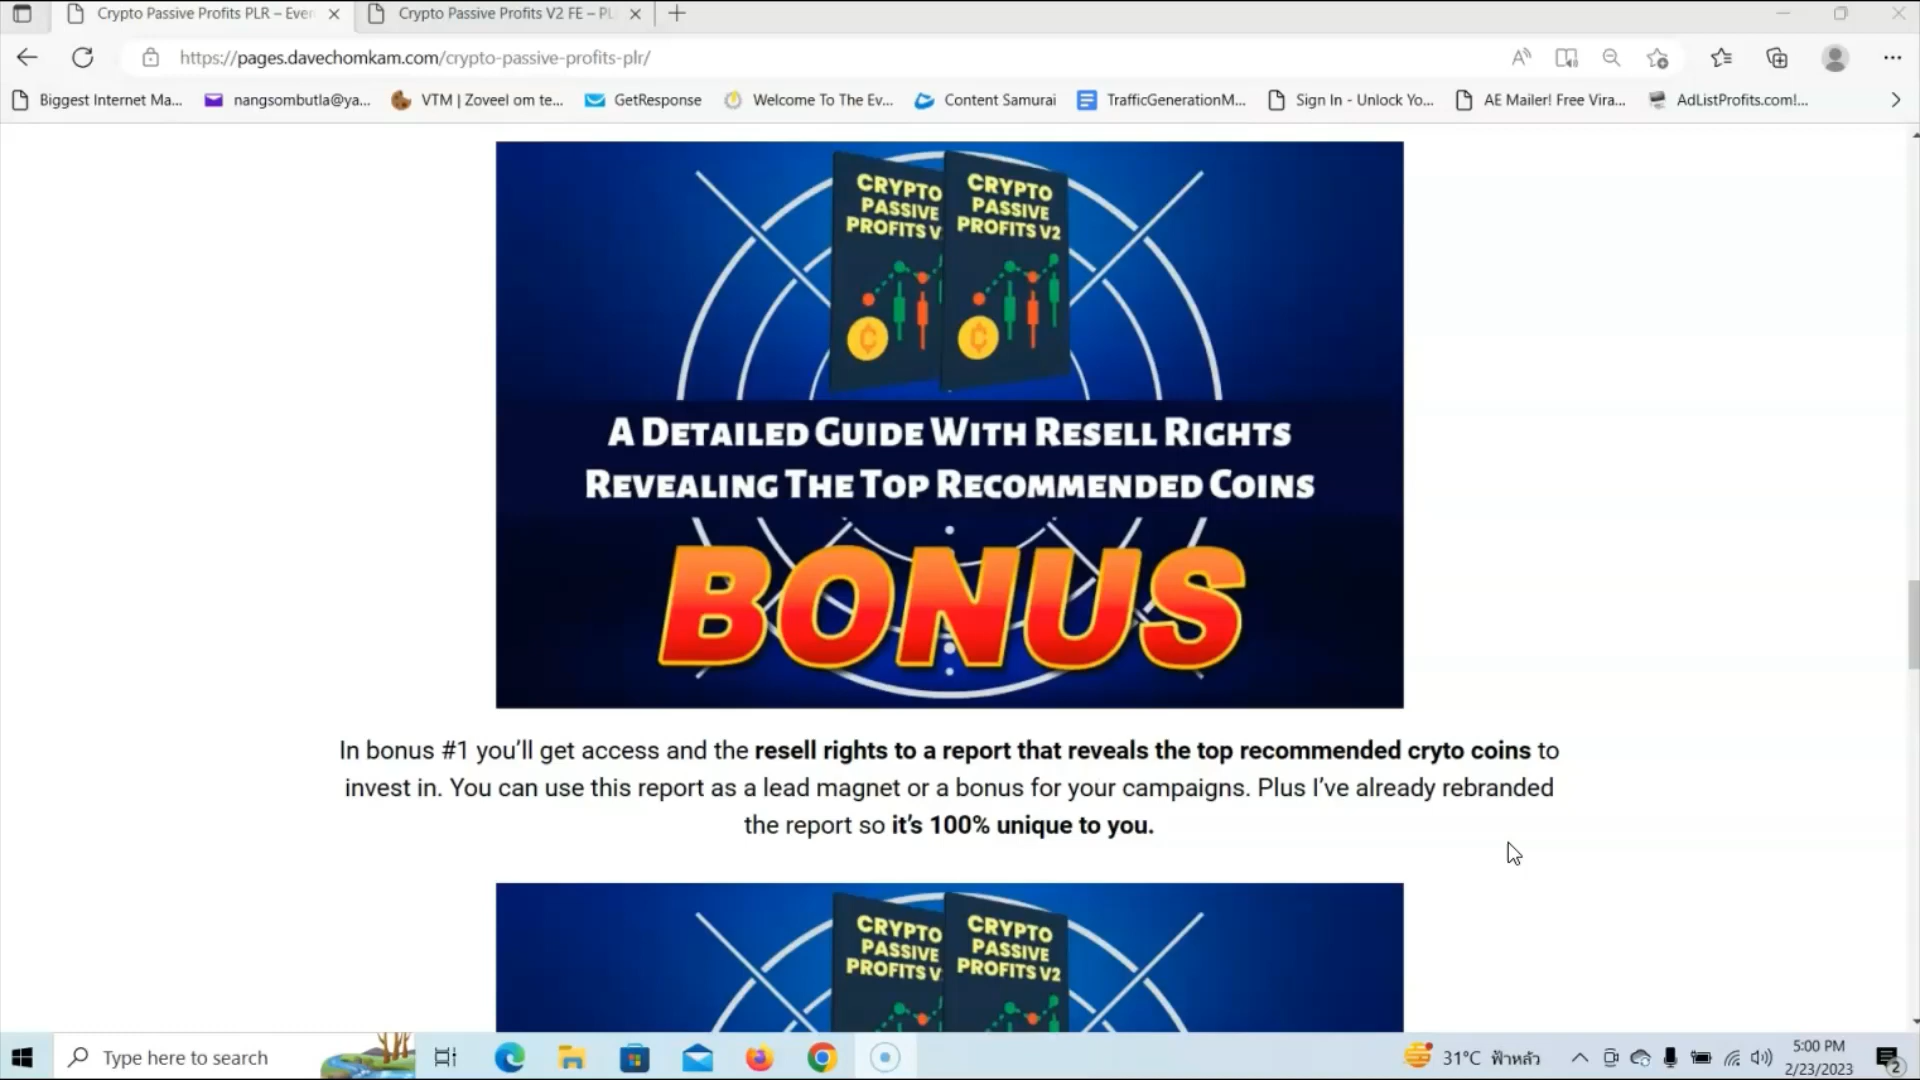 Crypto Passive Profits PLR – Even
Crypto Passive Profits V2 FE – PL
https://pages.davechomkam.com/crypto-passive-profits-plr/
Biggest Internet Ma...
nangsombutla@ya...
VTM | Zoveel om te...
GetResponse
Welcome To The Ev...
Content Samurai
TrafficGenerationM...
Sign In - Unlock Yo...
AE Mailer! Free Vira...
AdListProfits.com!...
CRYPTO
PASSIVE
PROFITS V
CRYPTO
PASSIVE
PROFITS V2
A DETAILED GUIDE WITH RESELL RIGHTS
REVEALING THE TOP RECOMMENDED COINS
BONUS
In bonus #1 you’ll get access and the resell rights to a report that reveals the top recommended cryto coins to
invest in. You can use this report as a lead magnet or a bonus for your campaigns. Plus I’ve already rebranded
the report so it’s 100% unique to you.
CRYPTO
PASSIVE
PROFITS V
CRYPTO
PASSIVE
PROFITS V2
Type here to search
31°C ฟ้าหลัว
5:00 PM
2/23/2023
2